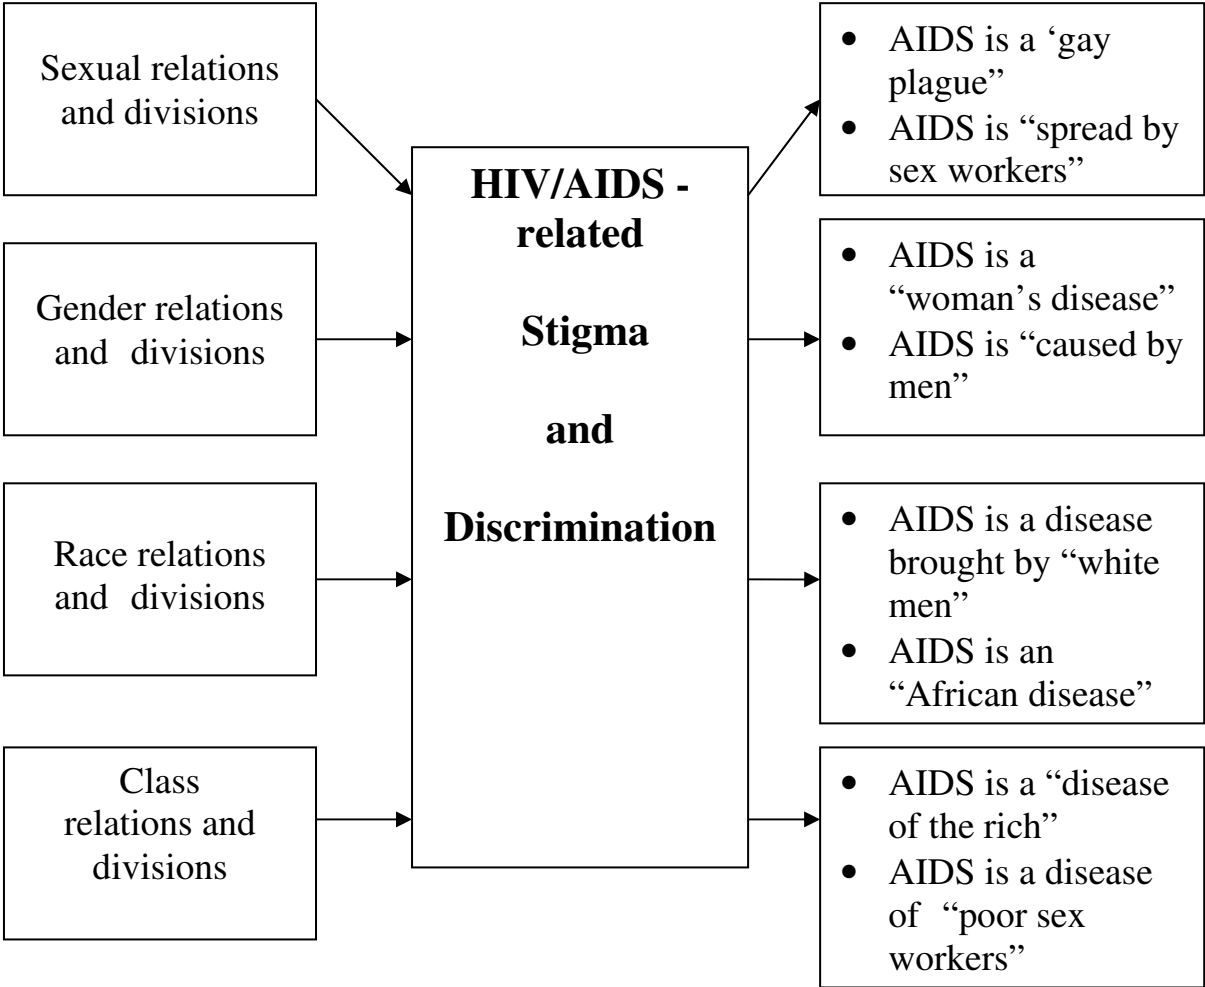 Sexual relations
and divisions
Gender relations
and divisions
Race relations
and divisions
Class
relations and
divisions
HIV/AIDS -
related
Stigma
and
Discrimination
• AIDS is a ‘gay
plague”
• AIDS is “spread by
sex workers”
• AIDS is a
“woman’s disease”
• AIDS is “caused by
men”
• AIDS is a disease
brought by “white
men”
• AIDS is an
“African disease”
• AIDS is a “disease
of the rich”
• AIDS is a disease
of “poor sex
workers”